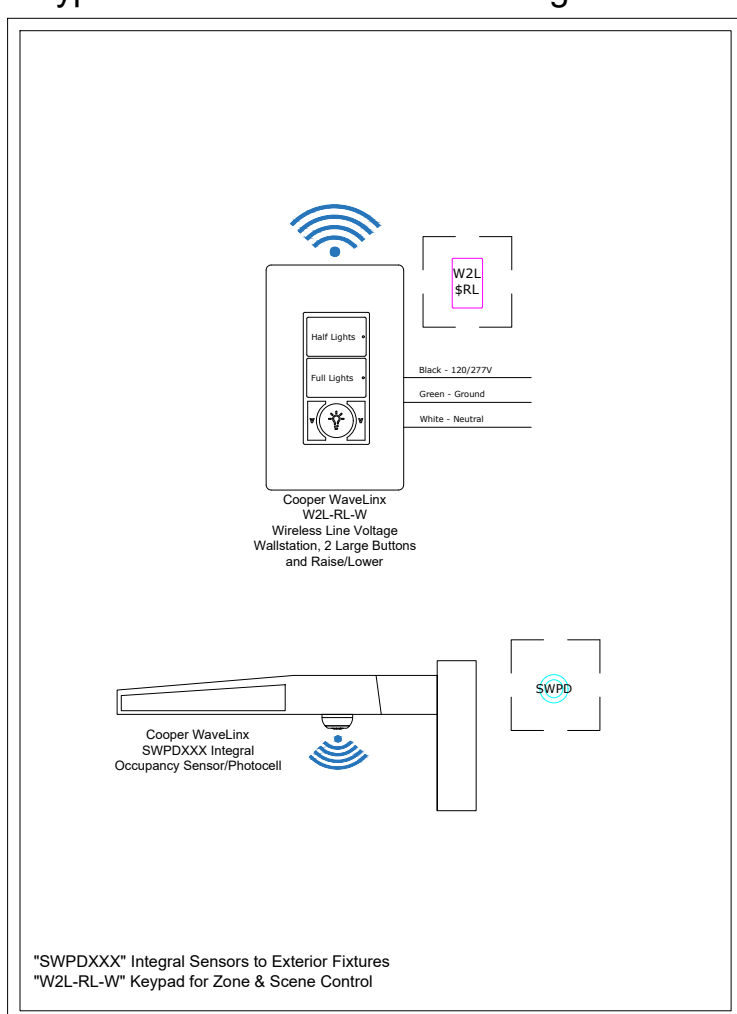 W2L
$RL
Half Lights
Full Lights
Black - 120/277V
Green - Ground
White - Neutral
Cooper WaveLinx
W2L-RL-W
Wireless Line Voltage
Wallstation, 2 Large Buttons
and Raise/Lower
SWPD
Cooper WaveLinx
SWPDXXX Integral
Occupancy Sensor/Photocell
"SWPDXXX" Integral Sensors to Exterior Fixtures
"W2L-RL-W" Keypad for Zone & Scene Control